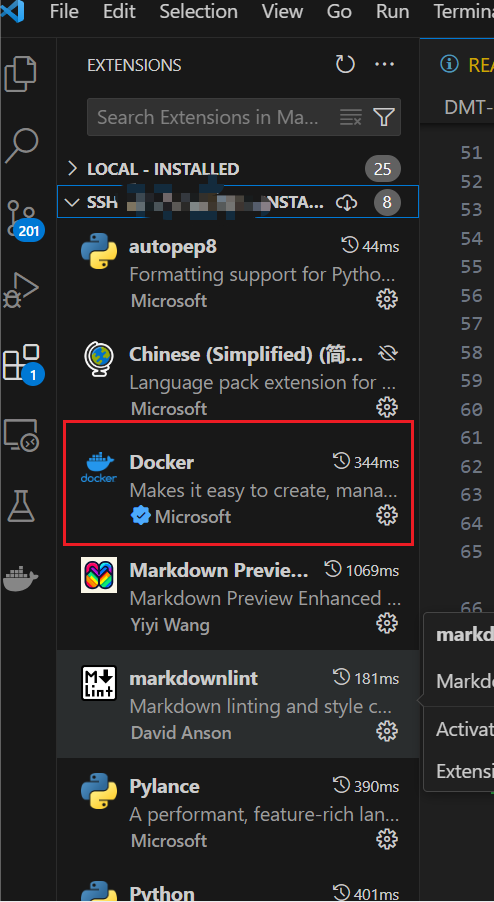 File Edit Selection View Go Run Termina
EXTENSIONS
REA
Search Extensions in Ma...
DMT-
LOCAL - INSTALLED 25
SSH NSTA... 8
201
1
autopep8 44ms
Formatting support for Pytho...
Microsoft
Chinese (Simplified) (简...
Language pack extension for ...
Microsoft
docker
Docker 344ms
Makes it easy to create, mana...
Microsoft
Markdown Previe... 1069ms
Markdown Preview Enhanced ...
Yiyi Wang
M
Lint
markdownlint 181ms
Markdown linting and style c...
David Anson
Pylance 390ms
A performant, feature-rich lan...
Microsoft
Python 401ms
51
52
53
54
55
56
57
58
59
60
61
62
63
64
65
66
markd
Markdo
Activat
Extensi